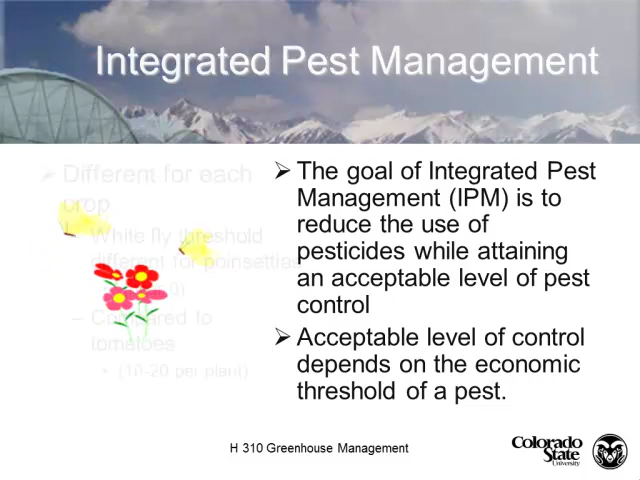 Integrated Pest Management
➢ Different for each
crop
– White fly threshold
different for poinsettias
– Compared to
tomatoes
• (10-20 per plant)
➢ The goal of Integrated Pest
Management (IPM) is to
reduce the use of
pesticides while attaining
an acceptable level of pest
control
➢ Acceptable level of control
depends on the economic
threshold of a pest.
H 310 Greenhouse Management
Colorado
State
University